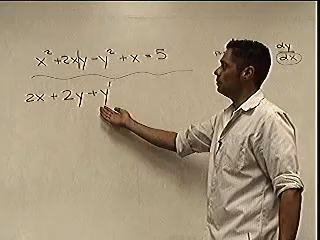 x² + 2xy - y² + x = 5
dy
dx
2x + 2y + y'